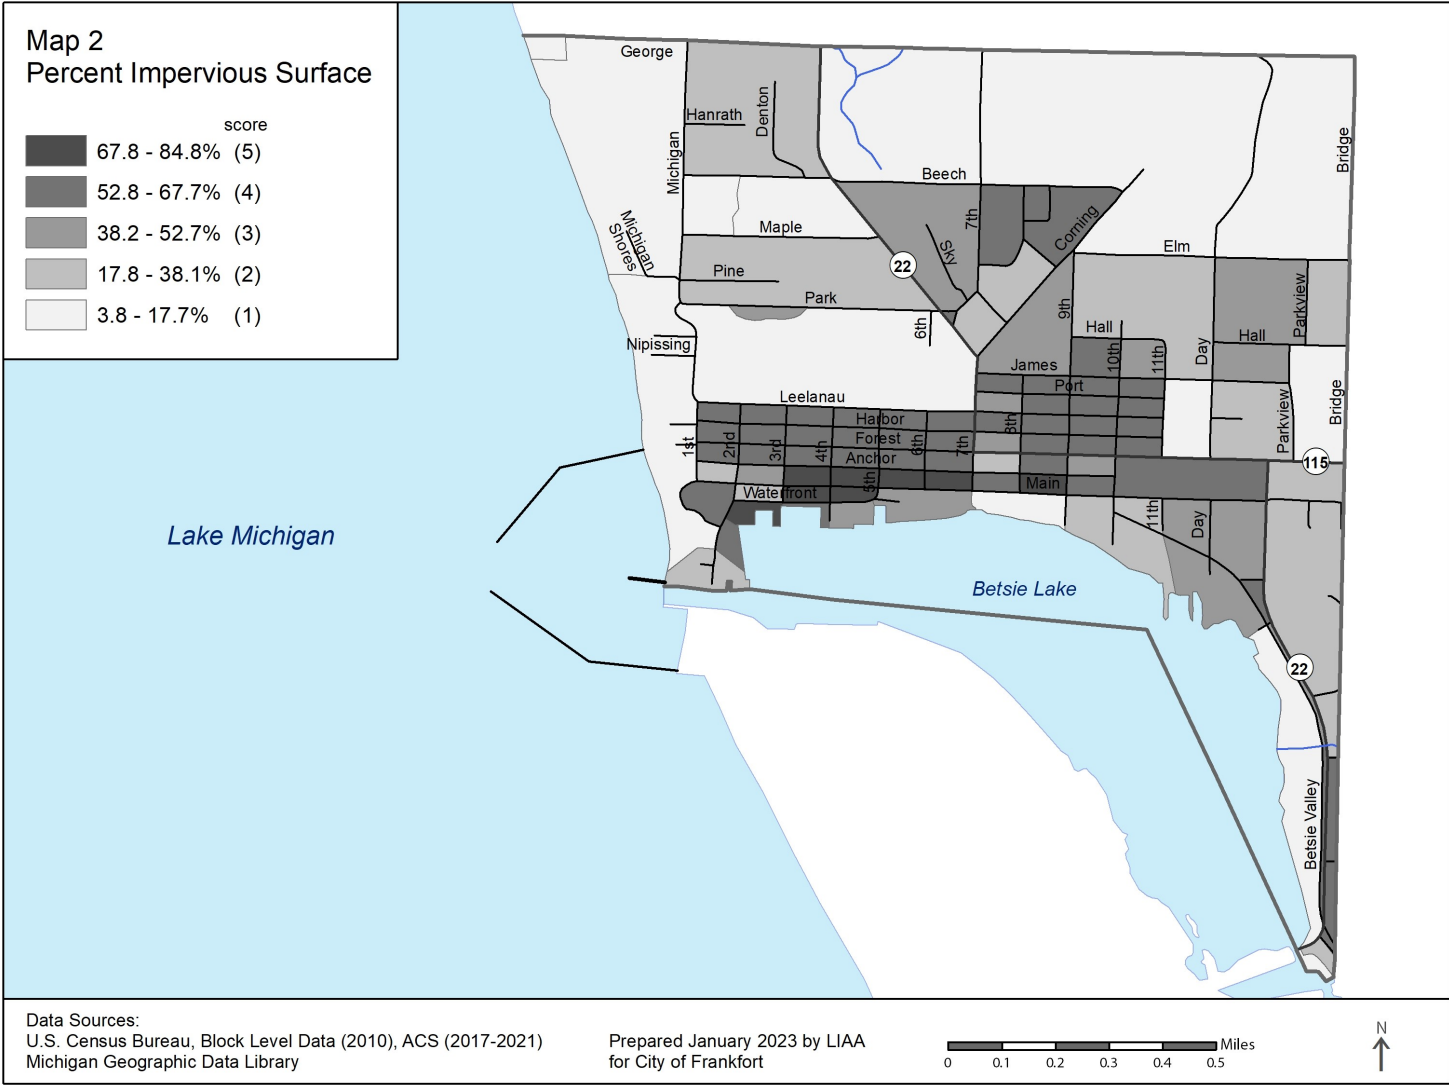 Map 2
Percent Impervious Surface
score
67.8 - 84.8% (5)
52.8 - 67.7% (4)
38.2 - 52.7% (3)
17.8 - 38.1% (2)
3.8 - 17.7% (1)
George
Hanrath
Denton
Michigan
Bridge
Beech
Michigan
Shores
Maple
7th
Corning
Sky
Elm
22
Pine
Park
9th
Parkview
6th
Hall
Hall
Nipissing
Day
James
10th
11th
Port
Leelanau
Bridge
Parkview
Harbor
8th
Forest
1st
2nd
3rd
4th
6th
7th
Anchor
115
5th
Main
Waterfront
11th
Day
Lake Michigan
Betsie Lake
22
Betsie Valley
Data Sources:
U.S. Census Bureau, Block Level Data (2010), ACS (2017-2021)
Michigan Geographic Data Library
Prepared January 2023 by LIAA
for City of Frankfort
Miles
0 0.1 0.2 0.3 0.4 0.5
N